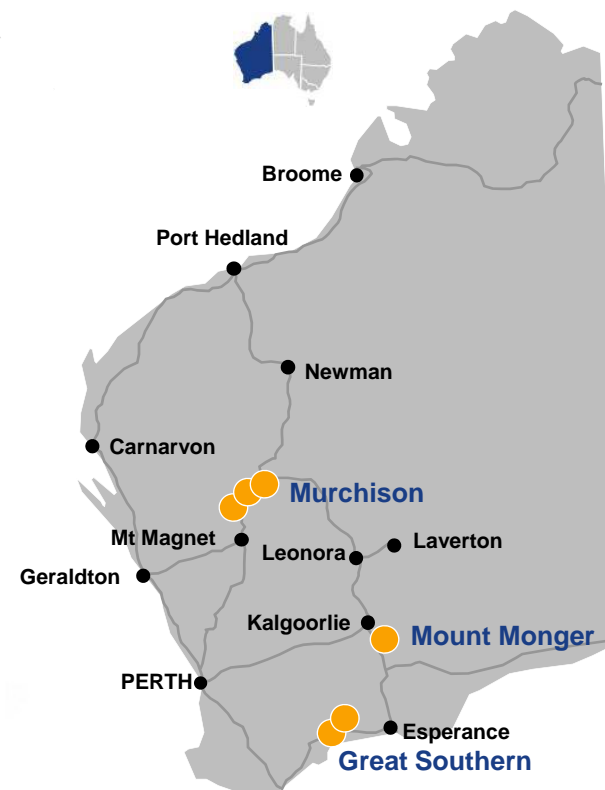 Broome
Port Hedland
Newman
Carnarvon
Murchison
Mt Magnet
Leonora
Laverton
Geraldton
Kalgoorlie
Mount Monger
PERTH
Esperance
Great Southern